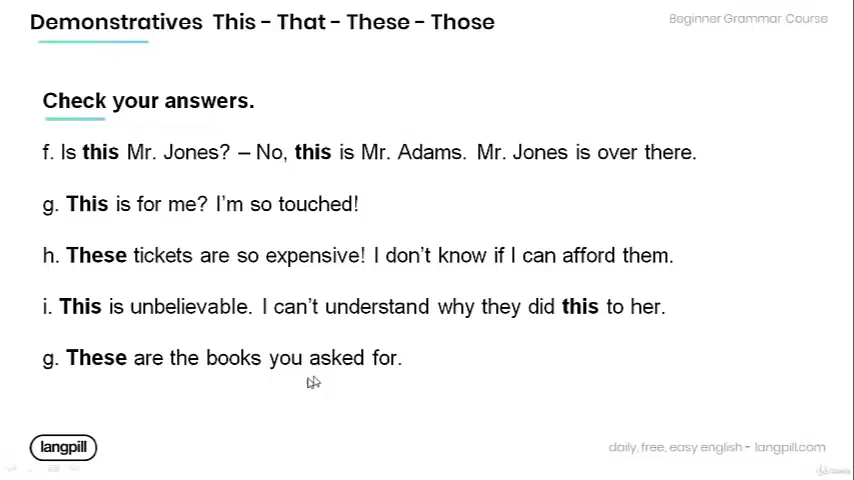 Demonstratives This - That - These - Those
Beginner Grammar Course
Check your answers.
f. Is this Mr. Jones? – No, this is Mr. Adams. Mr. Jones is over there.
g. This is for me? I'm so touched!
h. These tickets are so expensive! I don't know if I can afford them.
i. This is unbelievable. I can't understand why they did this to her.
g. These are the books you asked for.
langpill
daily, free, easy english - langpill.com